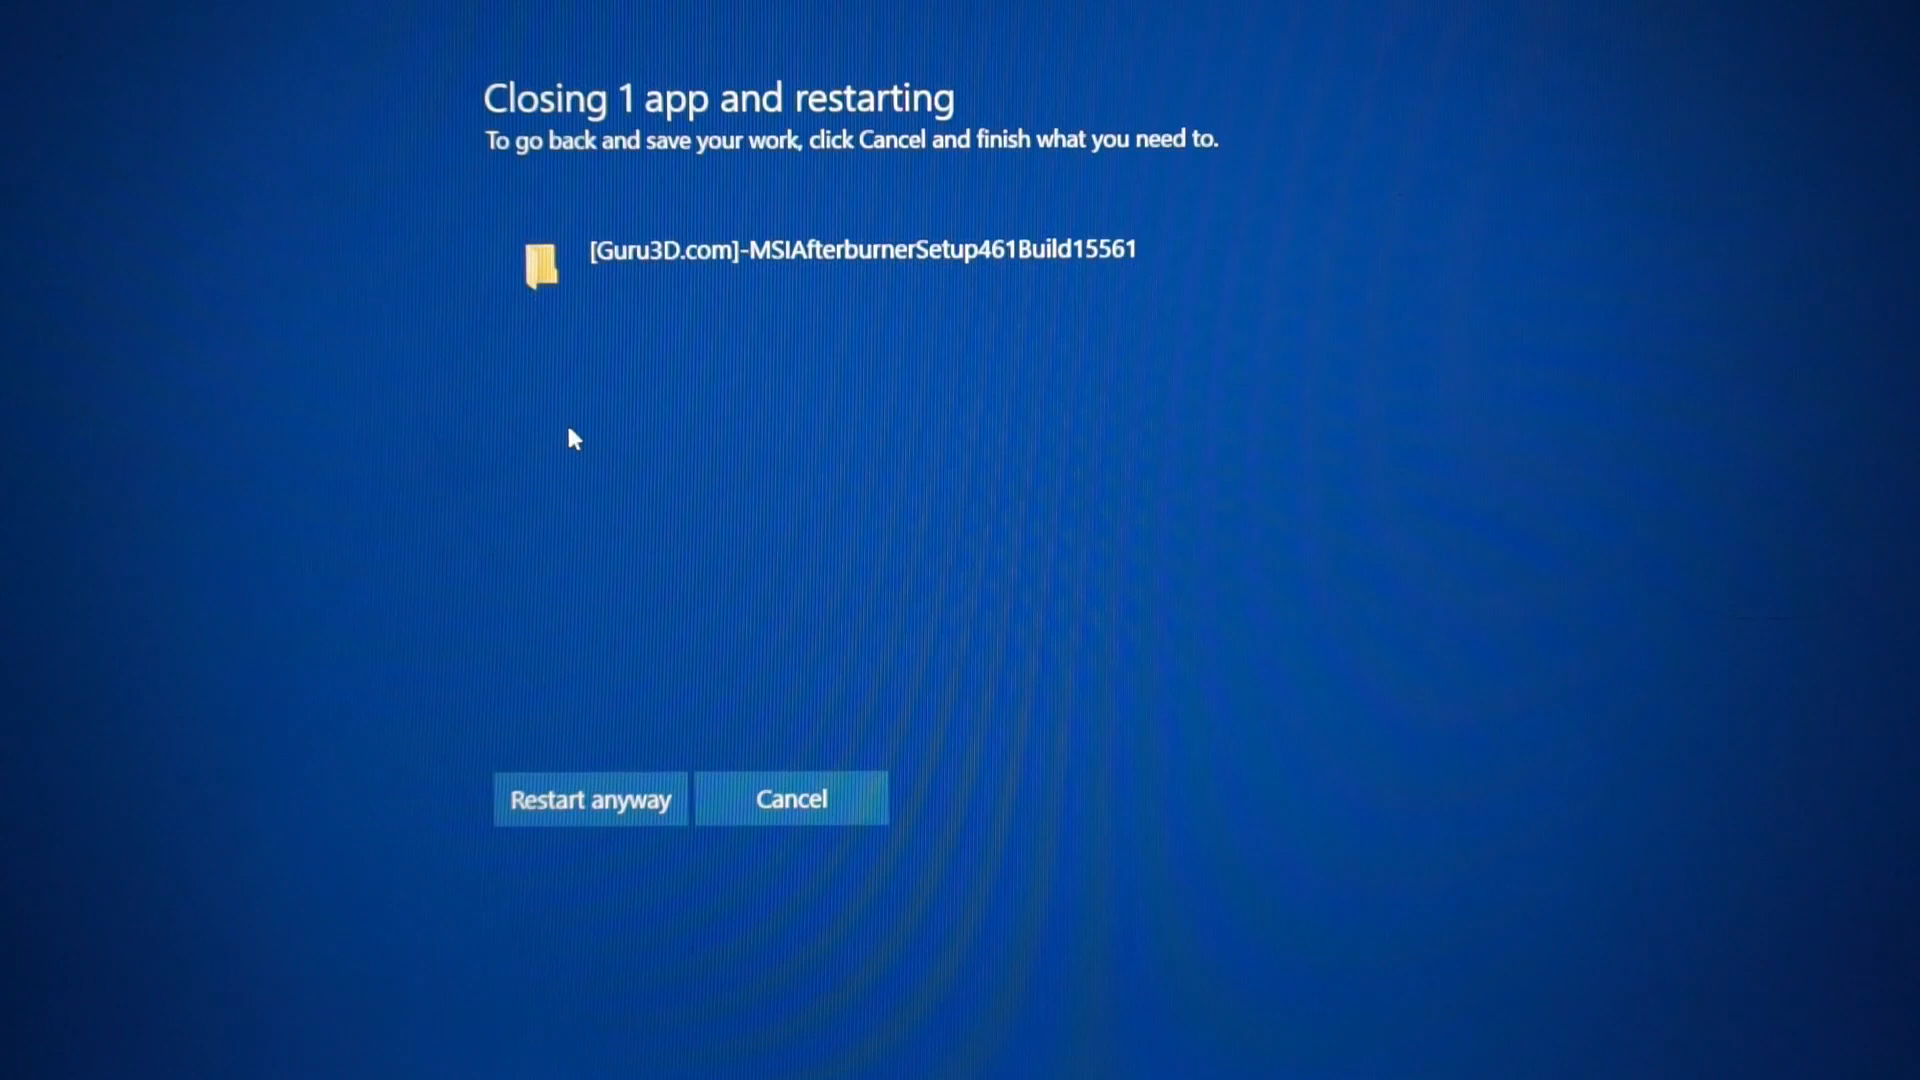 Closing 1 app and restarting
To go back and save your work, click Cancel and finish what you need to.
[Guru3D.com]-MSIAfterburnerSetup461Build15561
Restart anyway
Cancel